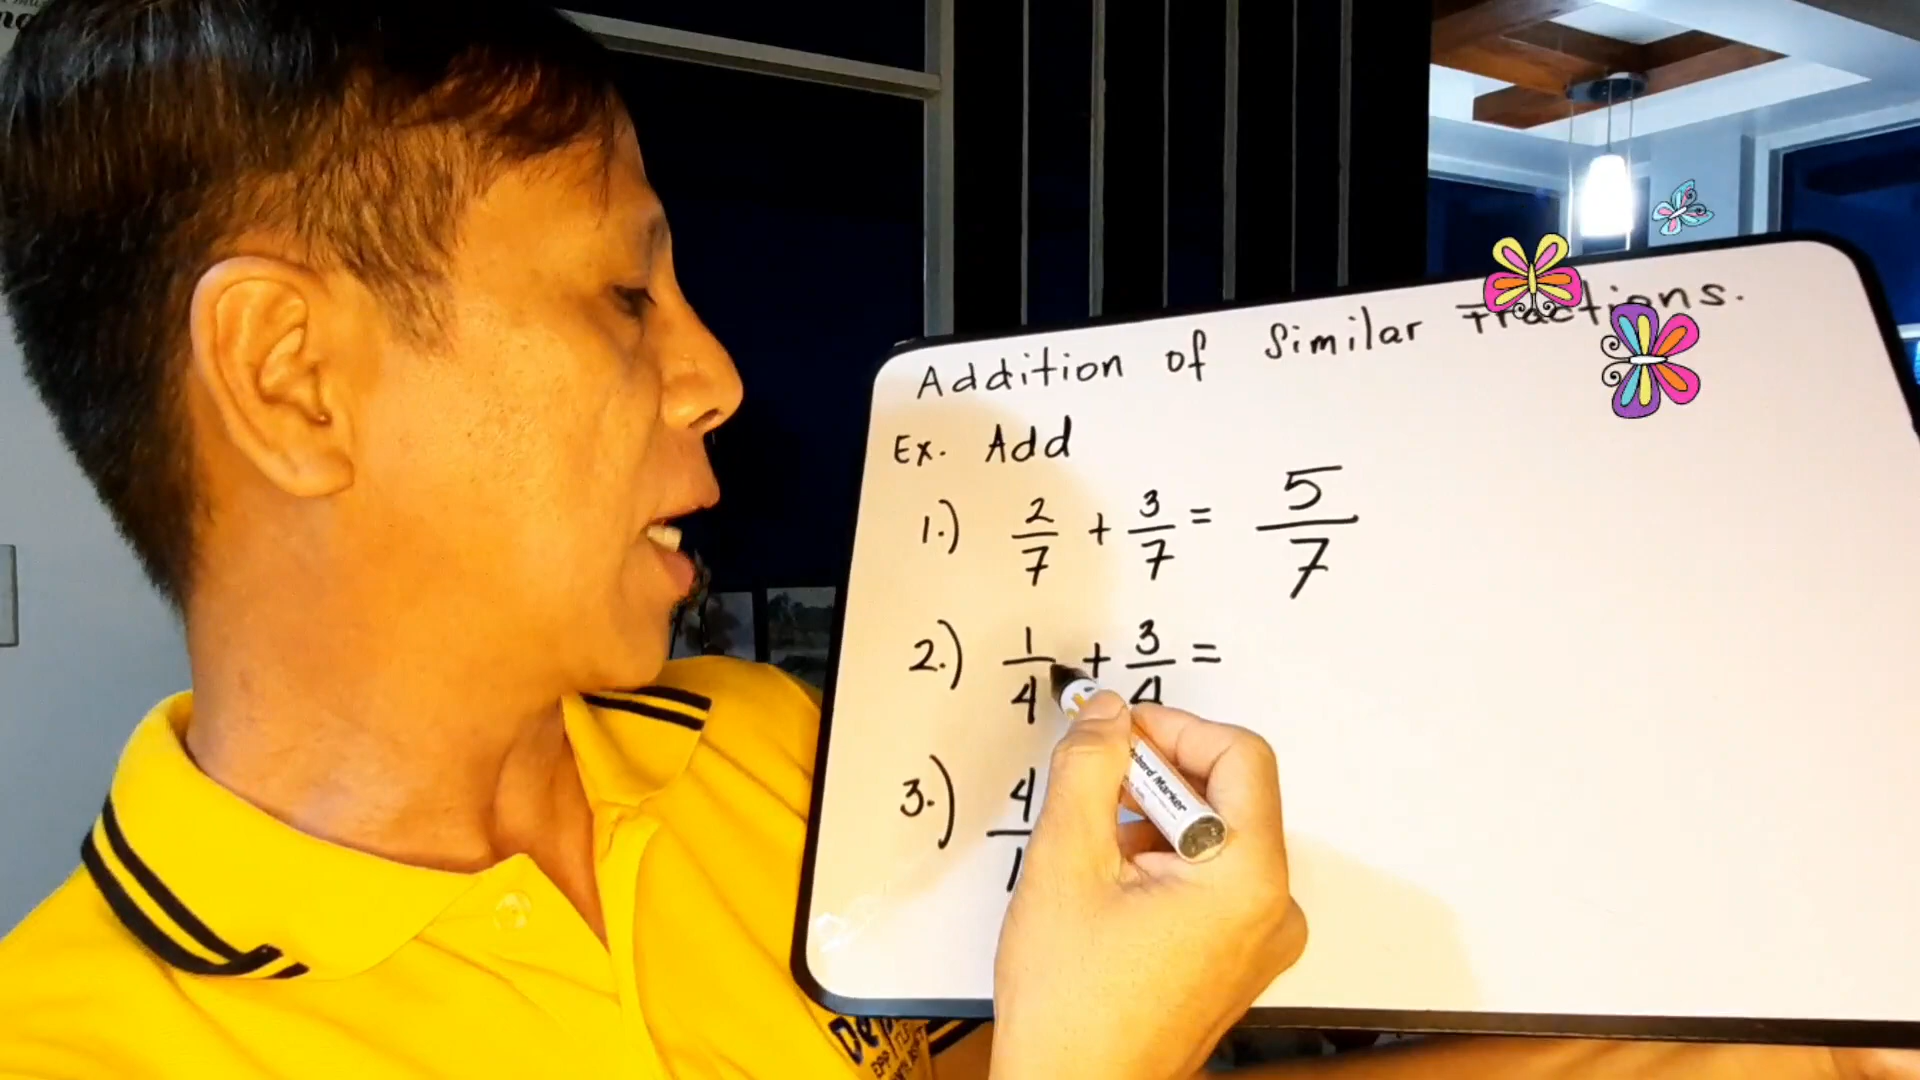 Addition of Similar Fractions.
Ex. Add
1.) 2/7 + 3/7 = 5/7
2.) 1/4 + 3/4 =
3.) 4
Marker